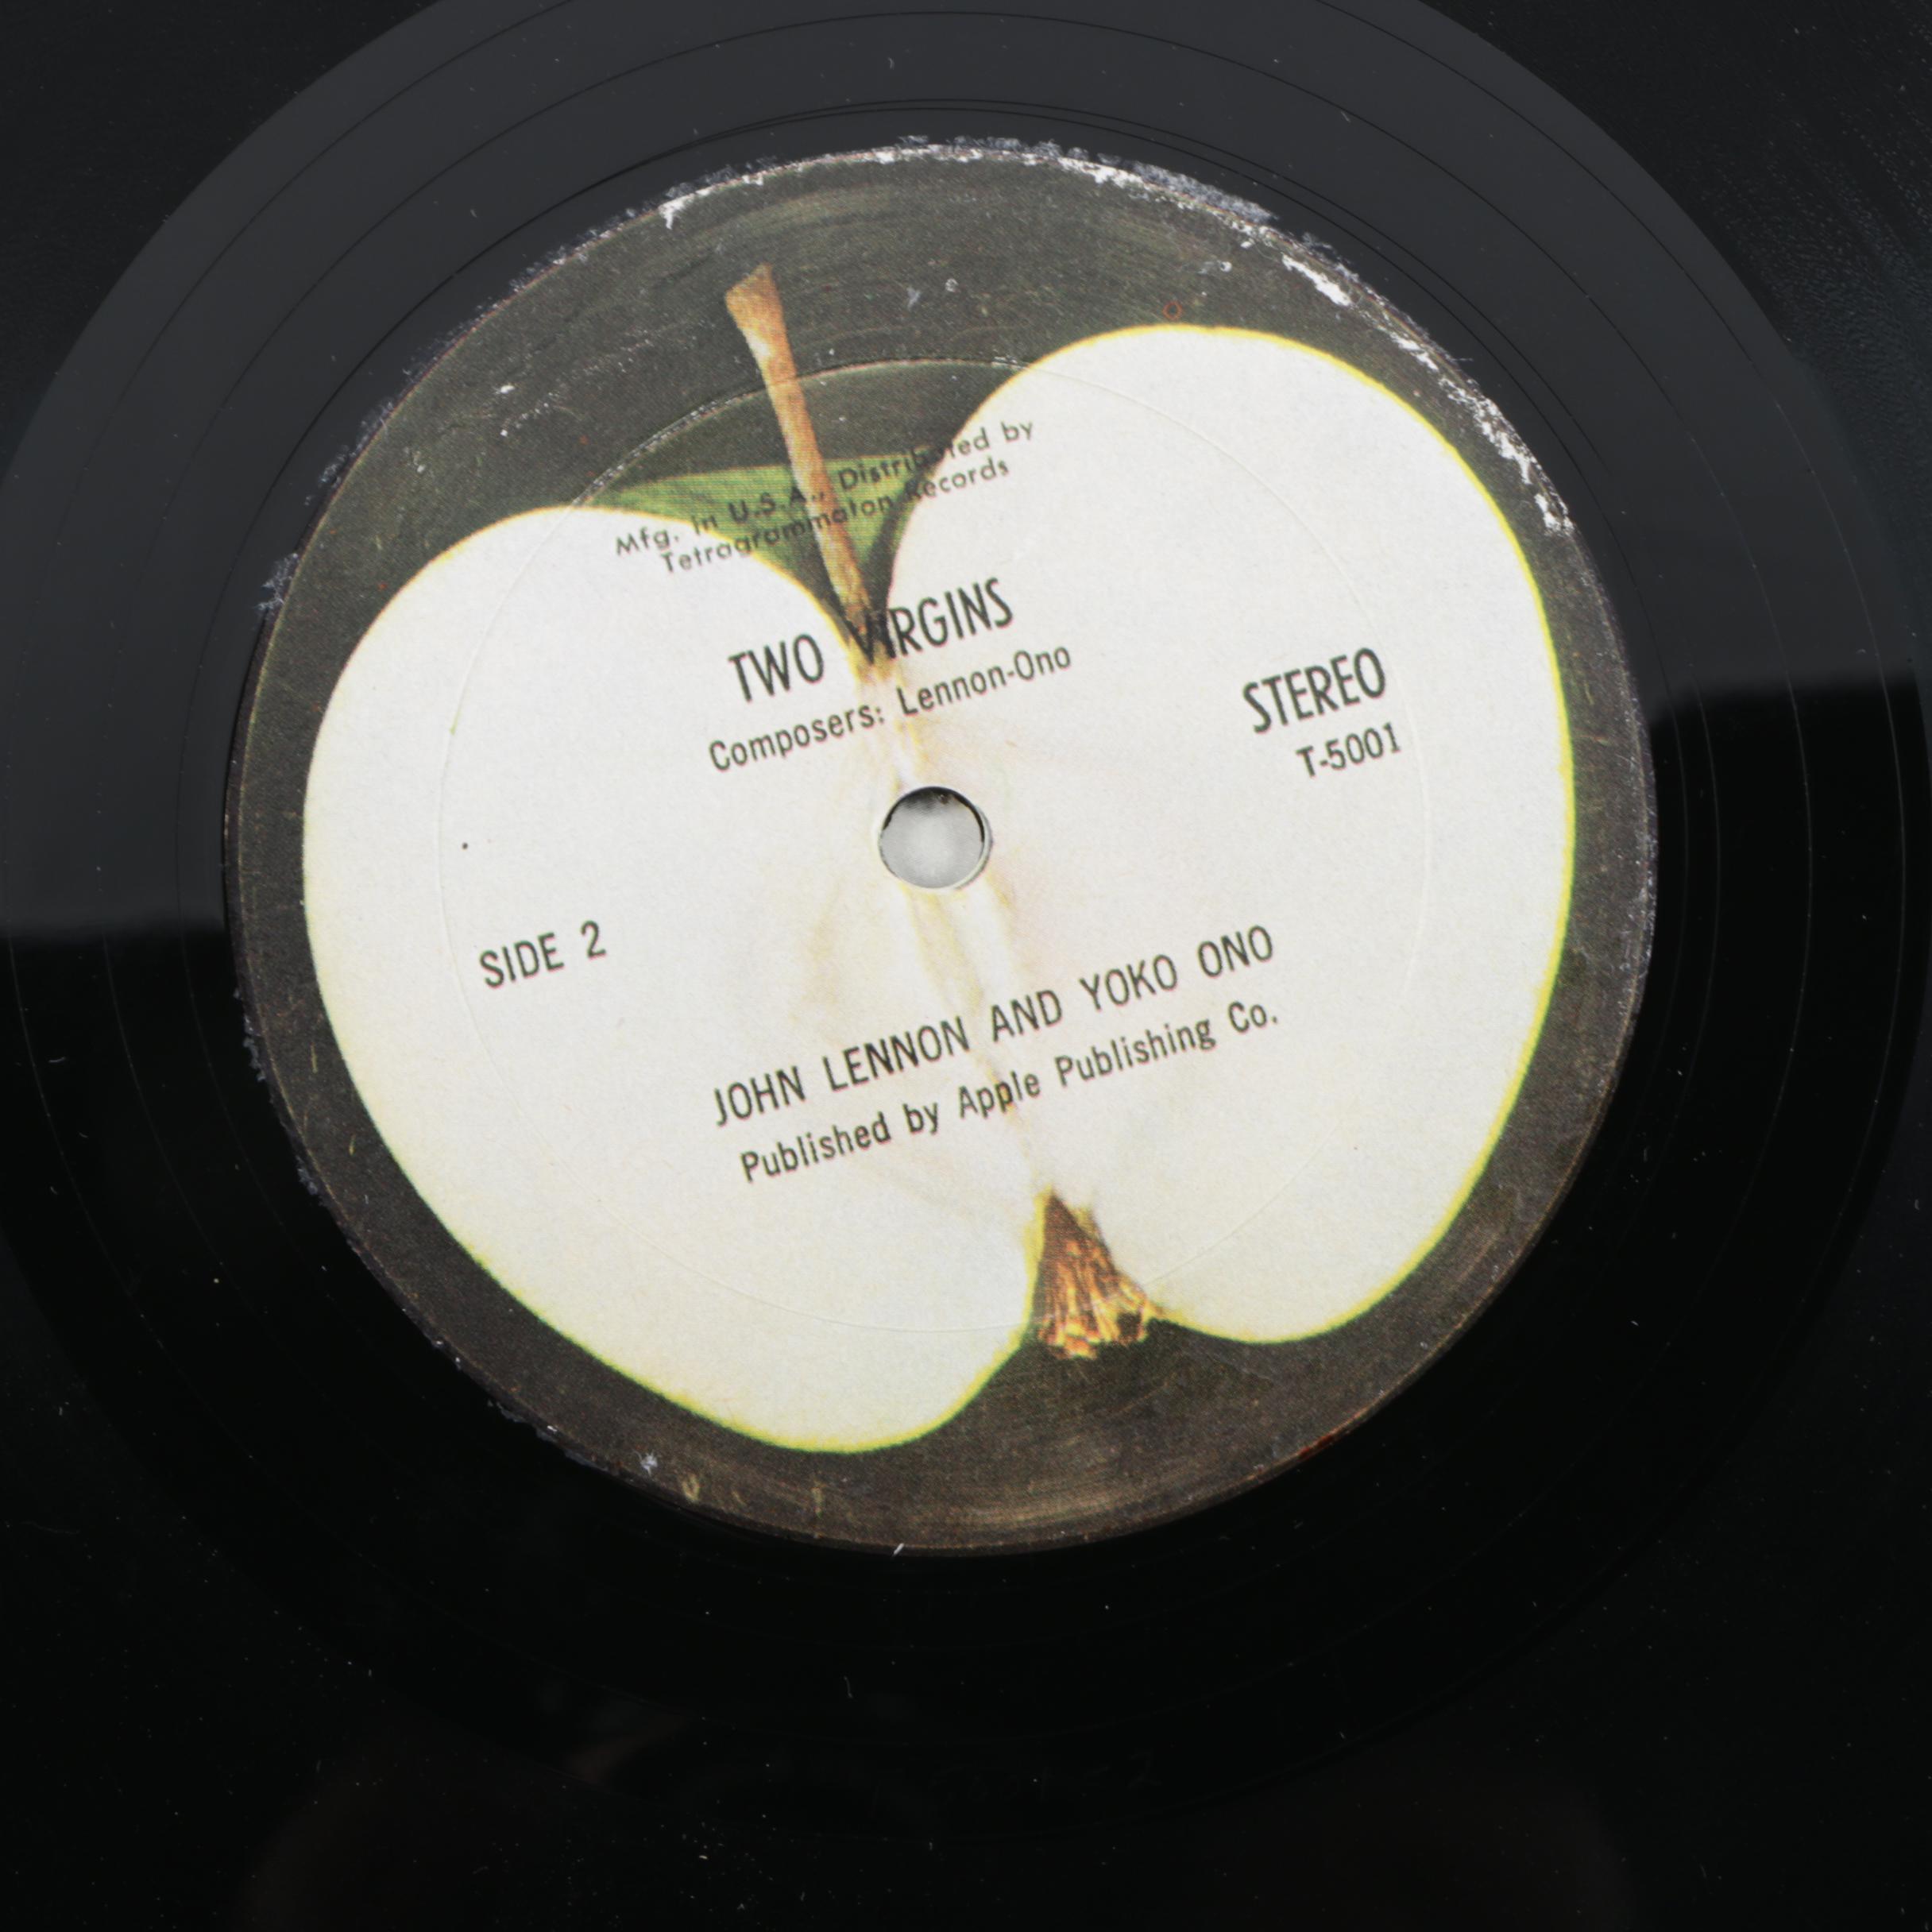 Mfg. in U.S.A., Distributed by
Tetragrammaton Records
TWO VIRGINS
Composers: Lennon-Ono
STEREO
T-5001
SIDE 2
JOHN LENNON AND YOKO ONO
Published by Apple Publishing Co.